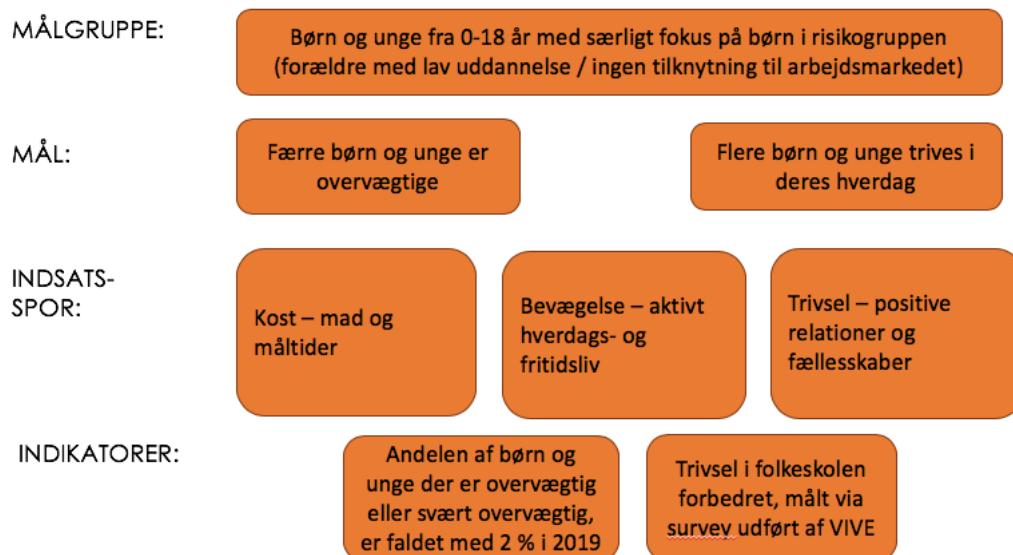 MÅLGRUPPE:
Børn og unge fra 0-18 år med særligt fokus på børn i risikogruppen
(forældre med lav uddannelse / ingen tilknytning til arbejdsmarkedet)
MÅL:
Færre børn og unge er
overvægtige
Flere børn og unge trives i
deres hverdag
INDSATS-
SPOR:
Kost – mad og
måltider
Bevægelse – aktivt
hverdags- og
fritidsliv
Trivsel – positive
relationer og
fællesskaber
INDIKATORER:
Andelen af børn og
unge der er overvægtig
eller svært overvægtig,
er faldet med 2 % i 2019
Trivsel i folkeskolen
forbedret, målt via
survey udført af VIVE